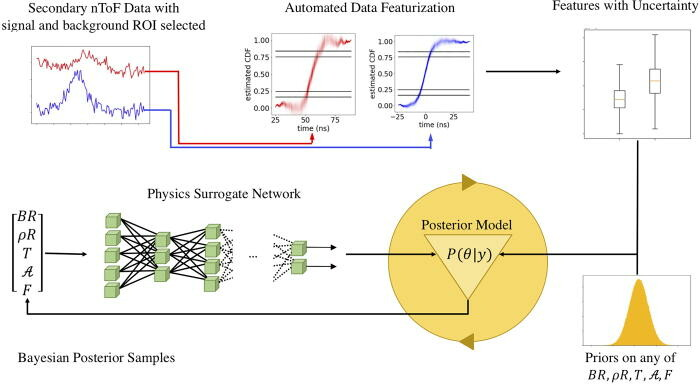 Secondary nToF Data with
signal and background ROI selected
Automated Data Featurization
Features with Uncertainty
estimated CDF
1.00
0.75
0.50
0.25
0.00
25 50 75
time (ns)
estimated CDF
1.00
0.75
0.50
0.25
0.00
−25 0 25
time (ns)
Physics Surrogate Network
BR
ρR
T
𝒜
F
...
Posterior Model
P(θ|y)
Bayesian Posterior Samples
Priors on any of
BR, ρR, T, 𝒜, F